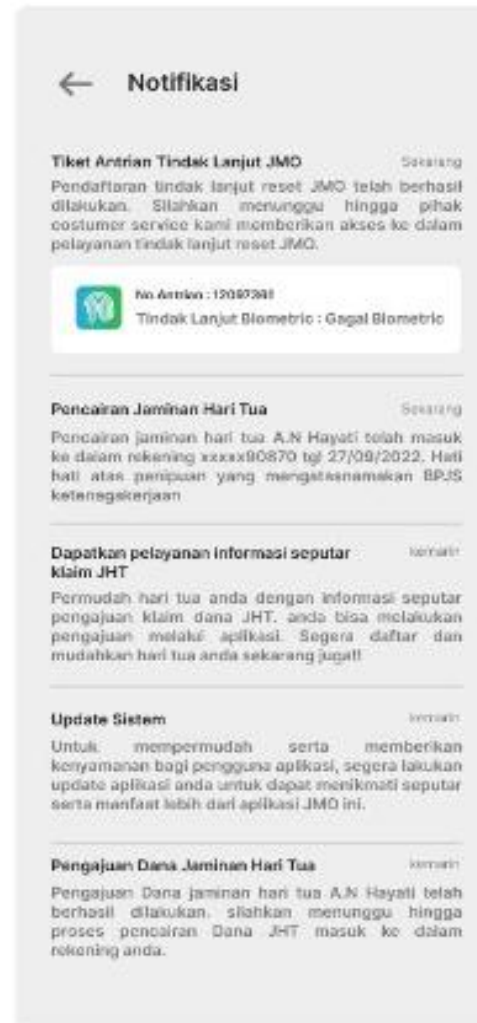 Notifikasi
Tiket Antrian Tindak Lanjut JMO Sekarang
Pendaftaran tindak lanjut reset JMO telah berhasil
dilakukan. Silahkan menunggu hingga pihak
costumer service kami memberikan akses ke dalam
pelayanan tindak lanjut reset JMO.
No Antrian :
Tindak Lanjut Biometric : Gagal Biometric
Pencairan Jaminan Hari Tua Sekarang
Pencairan jaminan hari tua A.N Hayati telah masuk
ke dalam rekening xxxxx90870 tgl 27/09/2022. Hati
hati atas penipuan yang mengatasnamakan BPJS
ketenegakerjaan
Dapatkan pelayanan informasi seputar kemarin
klaim JHT
Permudah hari tua anda dengan informasi seputar
pengajuan klaim dana JHT. anda bisa melakukan
pengajuan melalui aplikasi. Segera daftar dan
mudahkan hari tua anda sekarang juga!!
Update Sistem kemarin
Untuk mempermudah serta memberikan
kenyamanan bagi pengguna aplikasi, segera lakukan
update aplikasi anda untuk dapat menikmati seputar
serta manfaat lebih dari aplikasi JMO ini.
Pengajuan Dana Jaminan Hari Tua kemarin
Pengajuan Dana jaminan hari tua A.N Hayati telah
berhasil dilakukan. silahkan menunggu hingga
proses pencairan Dana JHT masuk ke dalam
rekening anda.